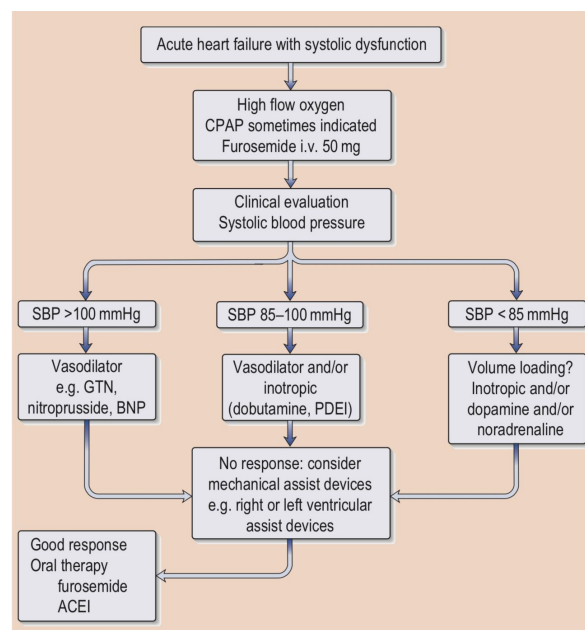 Acute heart failure with systolic dysfunction
High flow oxygen
CPAP sometimes indicated
Furosemide i.v. 50 mg
Clinical evaluation
Systolic blood pressure
SBP >100 mmHg
SBP 85–100 mmHg
SBP <85 mmHg
Vasodilator
e.g. GTN,
nitroprusside, BNP
Vasodilator and/or
inotropic
(dobutamine, PDEI)
Volume loading?
Inotropic and/or
dopamine and/or
noradrenaline
No response: consider
mechanical assist devices
e.g. right or left ventricular
assist devices
Good response
Oral therapy
furosemide
ACEI